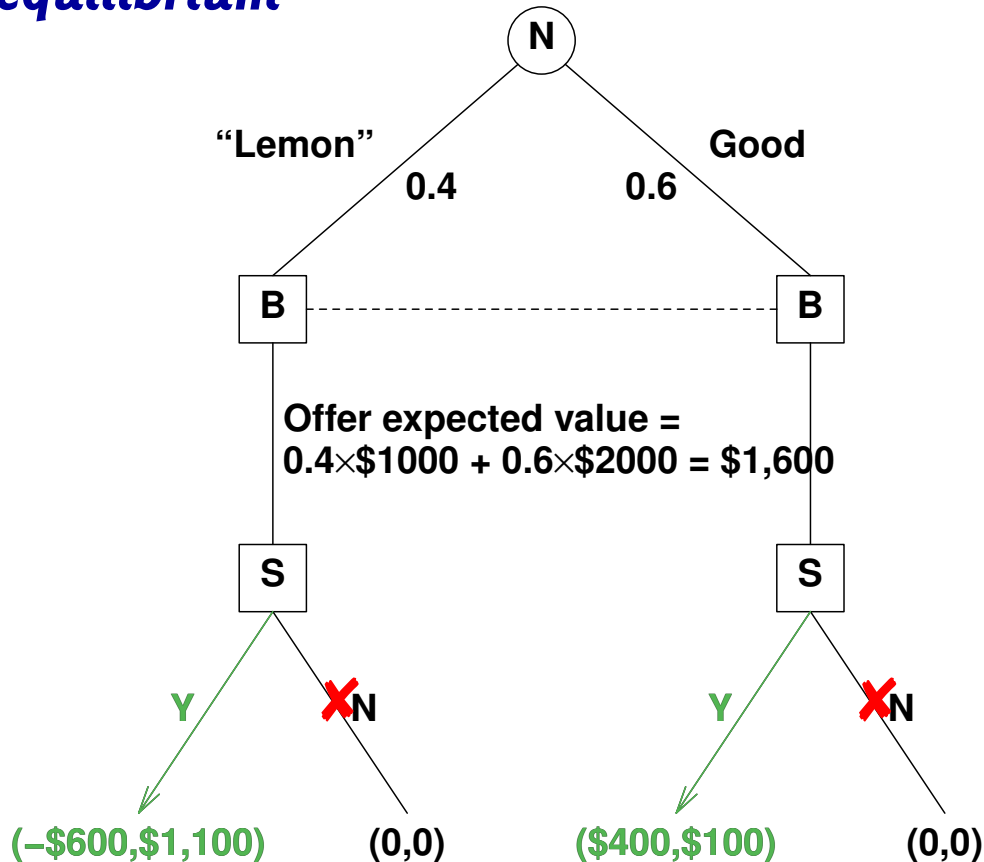 equilibrium
N
“Lemon” Good
0.4 0.6
B B
Offer expected value =
0.4×$1000 + 0.6×$2000 = $1,600
S S
Y N Y N
(−$600,$1,100) (0,0) ($400,$100) (0,0)